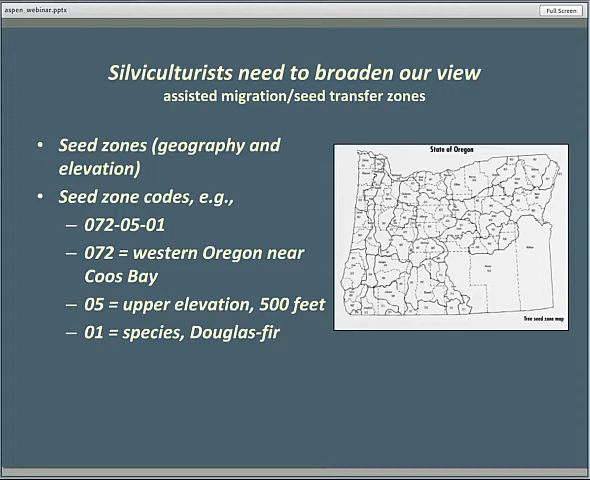 aspen_webinar.pptx
Full Screen
Silviculturists need to broaden our view
assisted migration/seed transfer zones
• Seed zones (geography and
elevation)
• Seed zone codes, e.g.,
– 072-05-01
– 072 = western Oregon near
Coos Bay
– 05 = upper elevation, 500 feet
– 01 = species, Douglas-fir
State of Oregon
Tree seed zone map